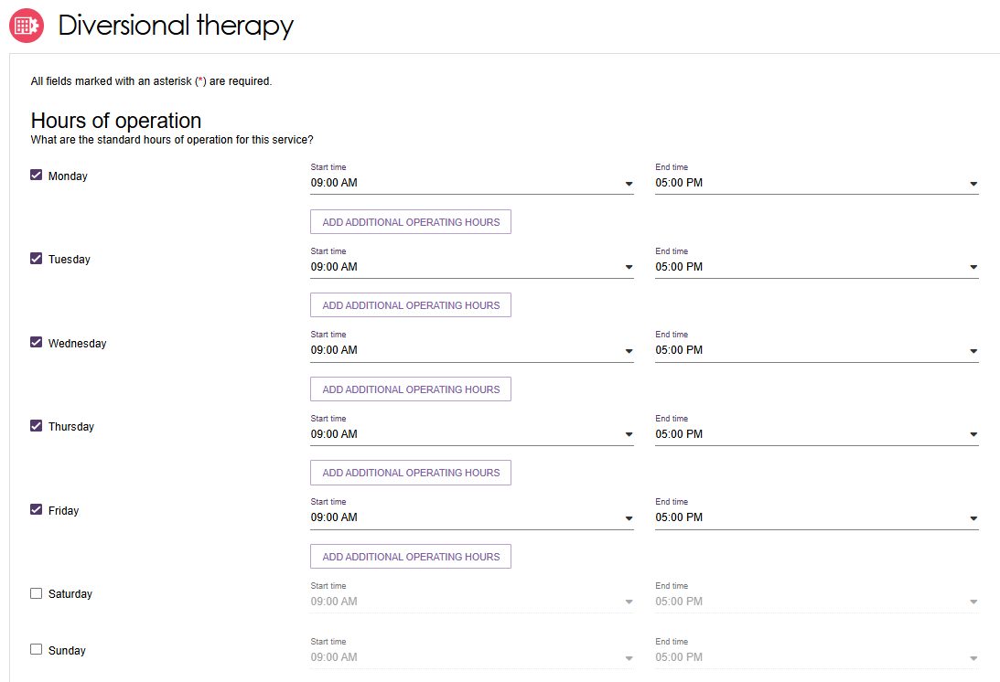 Diversional therapy
All fields marked with an asterisk (*) are required.
Hours of operation
What are the standard hours of operation for this service?
Monday
Start time
09:00 AM
End time
05:00 PM
ADD ADDITIONAL OPERATING HOURS
Tuesday
Start time
09:00 AM
End time
05:00 PM
ADD ADDITIONAL OPERATING HOURS
Wednesday
Start time
09:00 AM
End time
05:00 PM
ADD ADDITIONAL OPERATING HOURS
Thursday
Start time
09:00 AM
End time
05:00 PM
ADD ADDITIONAL OPERATING HOURS
Friday
Start time
09:00 AM
End time
05:00 PM
ADD ADDITIONAL OPERATING HOURS
Saturday
Start time
09:00 AM
End time
05:00 PM
Sunday
Start time
09:00 AM
End time
05:00 PM